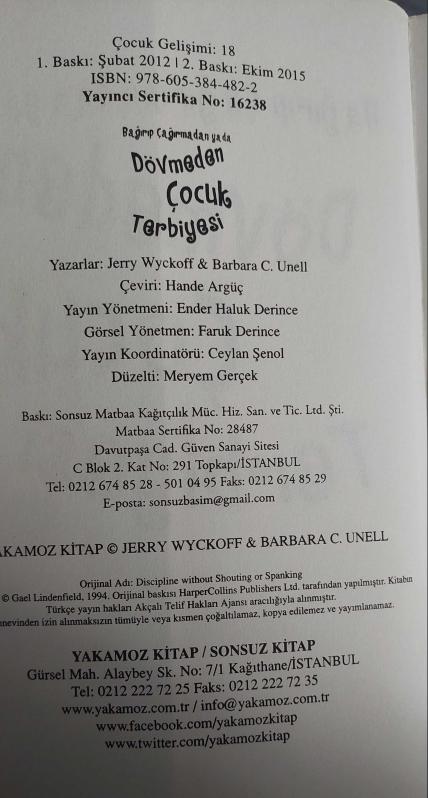 Çocuk Gelişimi: 18
1. Baskı: Şubat 2012 | 2. Baskı: Ekim 2015
ISBN: 978-605-384-482-2
Yayıncı Sertifika No: 16238
Bağırıp Çağırmadan ya da
Dövmeden
Çocuk
Terbiyesi
Yazarlar: Jerry Wyckoff & Barbara C. Unell
Çeviri: Hande Argüç
Yayın Yönetmeni: Ender Haluk Derince
Görsel Yönetmen: Faruk Derince
Yayın Koordinatörü: Ceylan Şenol
Düzelti: Meryem Gerçek
Baskı: Sonsuz Matbaa Kağıtçılık Müc. Hiz. San. ve Tic. Ltd. Şti.
Matbaa Sertifika No: 28487
Davutpaşa Cad. Güven Sanayi Sitesi
C Blok 2. Kat No: 291 Topkapı/İSTANBUL
Tel: 0212 674 85 28 - 501 04 95 Faks: 0212 674 85 29
E-posta: sonsuzbasim@gmail.com
AKAMOZ KİTAP © JERRY WYCKOFF & BARBARA C. UNELL
Orijinal Adı: Discipline without Shouting or Spanking
© Gael Lindenfield, 1994. Orijinal baskısı HarperCollins Publishers Ltd. tarafından yapılmıştır. Kitabın
Türkçe yayın hakları Akçalı Telif Hakları Ajansı aracılığıyla alınmıştır.
nevinden izin alınmaksızın tümüyle veya kısmen çoğaltılamaz, kopya edilemez ve yayımlanamaz.
YAKAMOZ KİTAP / SONSUZ KİTAP
Gürsel Mah. Alaybey Sk. No: 7/1 Kağıthane/İSTANBUL
Tel: 0212 222 72 25 Faks: 0212 222 72 35
www.yakamoz.com.tr / info@yakamoz.com.tr
www.facebook.com/yakamozkitap
www.twitter.com/yakamozkitap